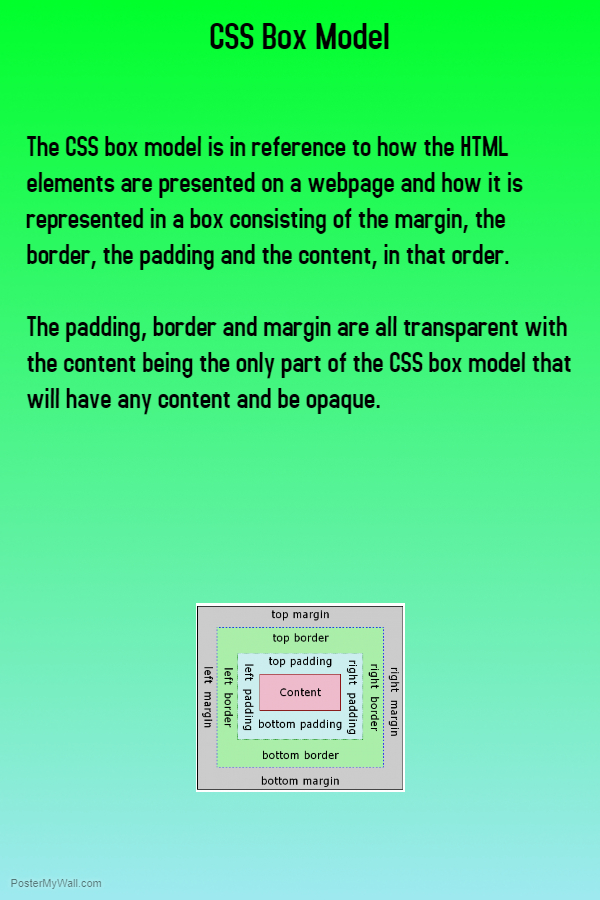 CSS Box Model
The CSS box model is in reference to how the HTML
elements are presented on a webpage and how it is
represented in a box consisting of the margin, the
border, the padding and the content, in that order.
The padding, border and margin are all transparent with
the content being the only part of the CSS box model that
will have any content and be opaque.
top margin
top border
top padding
left margin
left border
left padding
Content
right padding
right border
right margin
bottom padding
bottom border
bottom margin
PosterMyWall.com